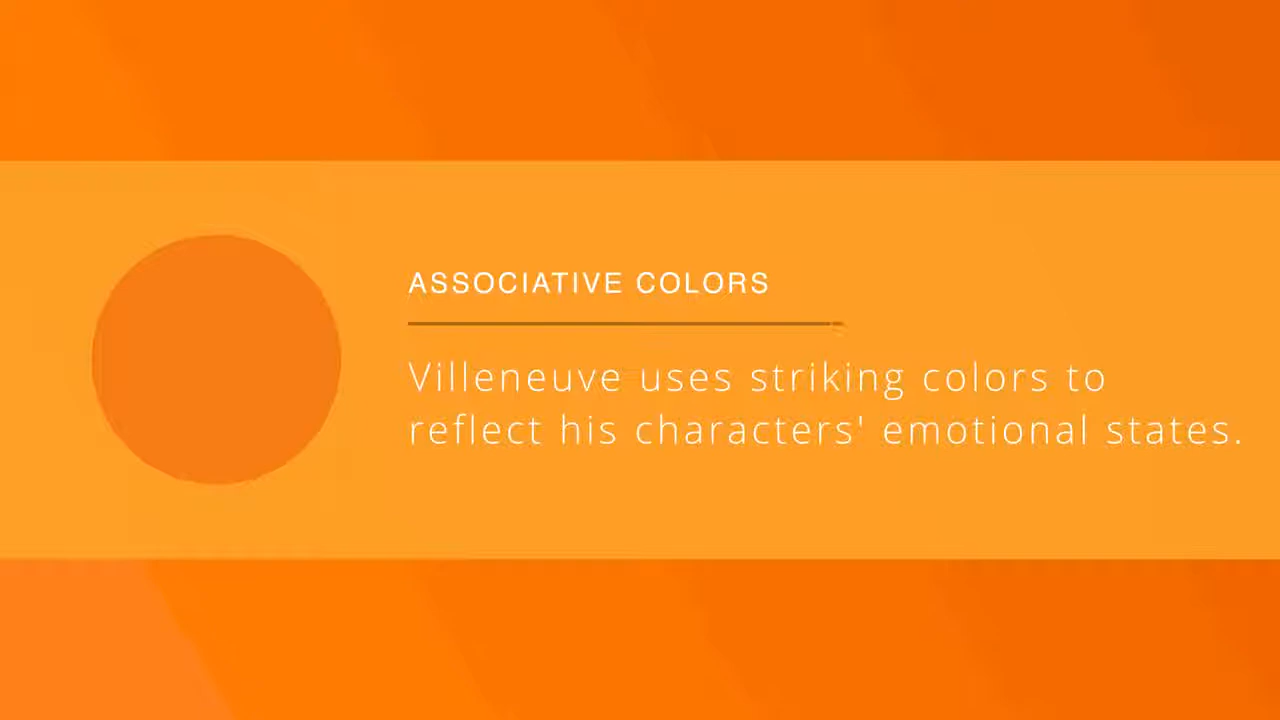 ASSOCIATIVE COLORS
Villeneuve uses striking colors to
reflect his characters' emotional states.